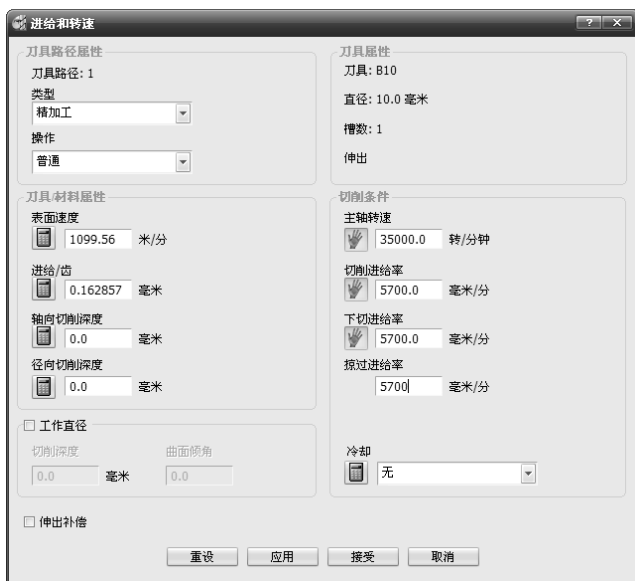 进给和转速
刀具路径属性
刀具路径: 1
类型
精加工
操作
普通
刀具属性
刀具: B10
直径: 10.0 毫米
槽数: 1
伸出
刀具/材料属性
表面速度
1099.56 米/分
进给/齿
0.162857 毫米
轴向切削深度
0.0 毫米
径向切削深度
0.0 毫米
切削条件
主轴转速
35000.0 转/分钟
切削进给率
5700.0 毫米/分
下切进给率
5700.0 毫米/分
掠过进给率
5700 毫米/分
工作直径
切削深度 曲面倾角
0.0 毫米 0.0
冷却
无
伸出补偿
重设 应用 接受 取消